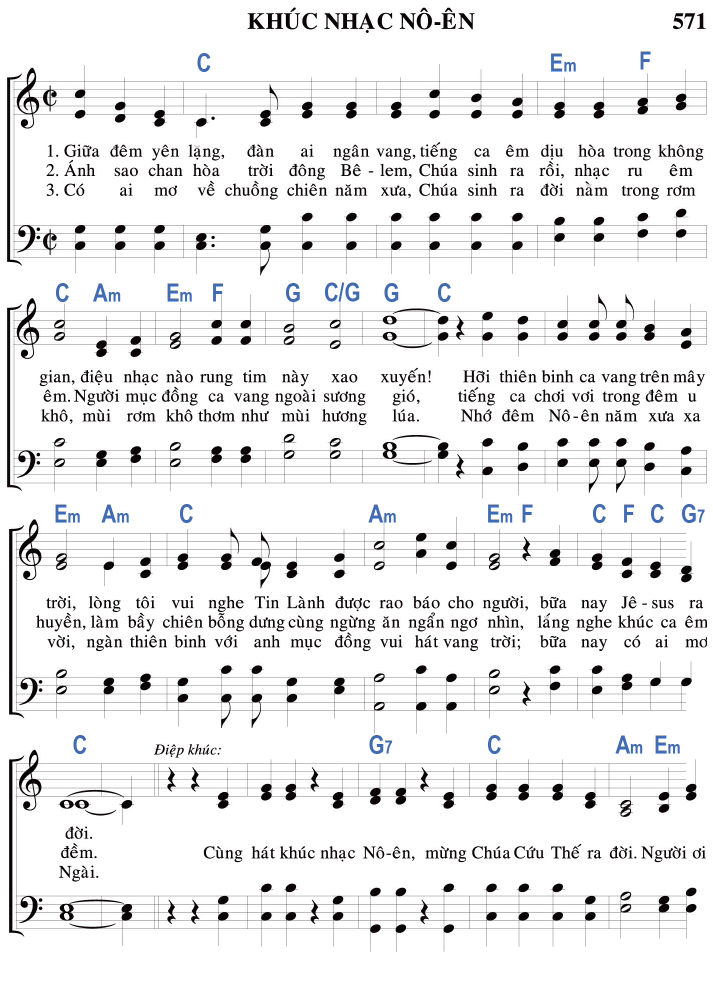 KHÚC NHẠC NÔ-ÊN 571
C Em F
1. Giữa đêm yên lặng, đàn ai ngân vang, tiếng ca êm dịu hòa trong không
2. Ánh sao chan hòa trời đông Bê - lem, Chúa sinh ra rồi, nhạc ru êm
3. Có ai mơ về chuồng chiên năm xưa, Chúa sinh ra đời nằm trong rơm
C Am Em F G C/G G C
gian, điệu nhạc nào rung tim này xao xuyến! Hỡi thiên binh ca vang trên mây
êm. Người mục đồng ca vang ngoài sương gió, tiếng ca chơi vơi trong đêm u
khô, mùi rơm khô thơm như mùi hương lúa. Nhớ đêm Nô-ên năm xưa xa
Em Am C Am Em F C F C G7
trời, lòng tôi vui nghe Tin Lành được rao báo cho người, bữa nay Jê - sus ra
huyền, làm bầy chiên bỗng dưng cùng ngừng ăn ngẩn ngơ nhìn, lắng nghe khúc ca êm
vời, ngàn thiên binh với anh mục đồng vui hát vang trời; bữa nay có ai mơ
C Điệp khúc: G7 C Am Em
đời.
đềm. Cùng hát khúc nhạc Nô-ên, mừng Chúa Cứu Thế ra đời. Người ơi
Ngài.